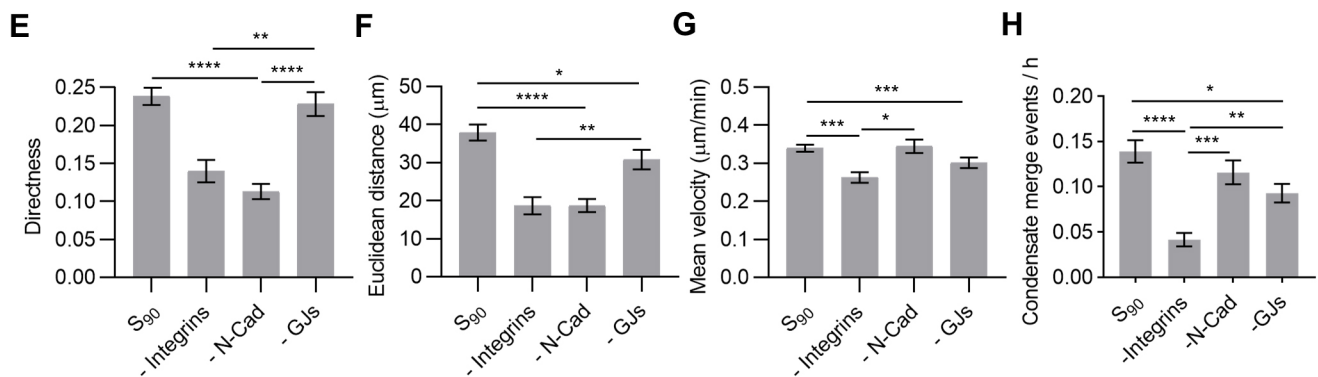 E
**
****
****
Directness
0.25
0.20
0.15
0.10
0.05
0.00
S90
- Integrins
- N-Cad
- GJs
F
*
****
**
Euclidean distance (μm)
50
40
30
20
10
0
S90
- Integrins
- N-Cad
- GJs
G
***
***
*
Mean velocity (μm/min)
0.5
0.4
0.3
0.2
0.1
0.0
S90
- Integrins
- N-Cad
- GJs
H
*
****
**
***
Condensate merge events / h
0.20
0.15
0.10
0.05
0.00
S90
-Integrins
-N-Cad
-GJs